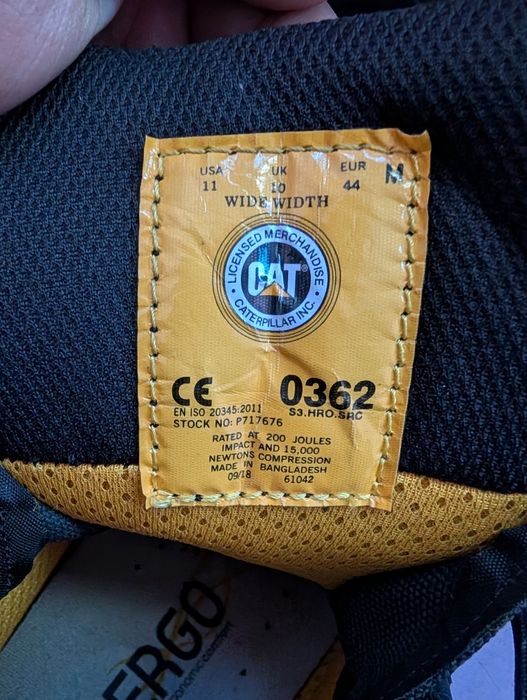 USA UK EUR M
11 10 44
WIDE WIDTH
LICENSED MERCHANDISE
CAT
CATERPILLAR INC.
CE 0362
EN ISO 20345:2011 S3.HRO.SRC
STOCK NO: P717676
RATED AT 200 JOULES
IMPACT AND 15,000
NEWTONS COMPRESSION
MADE IN BANGLADESH
09/18 61042
ERGO